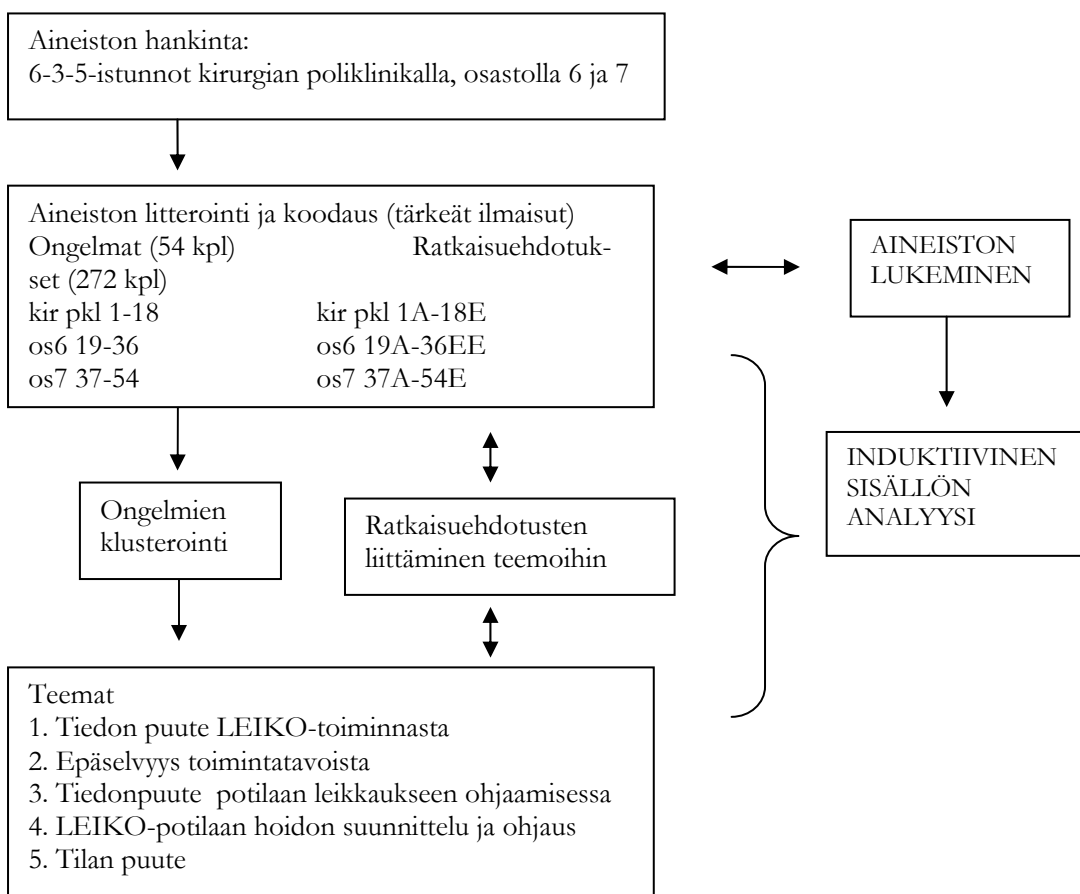 Aineiston hankinta:
6-3-5-istunnot kirurgian poliklinikalla, osastolla 6 ja 7
Aineiston litterointi ja koodaus (tärkeät ilmaisut)
Ongelmat (54 kpl) Ratkaisuehdotuk-
set (272 kpl)
kir pkl 1-18 kir pkl 1A-18E
os6 19-36 os6 19A-36EE
os7 37-54 os7 37A-54E
AINEISTON
LUKEMINEN
Ongelmien
klusterointi
Ratkaisuehdotusten
liittäminen teemoihin
INDUKTIIVINEN
SISÄLLÖN
ANALYYSI
Teemat
1. Tiedon puute LEIKO-toiminnasta
2. Epäselvyys toimintatavoista
3. Tiedonpuute potilaan leikkaukseen ohjaamisessa
4. LEIKO-potilaan hoidon suunnittelu ja ohjaus
5. Tilan puute